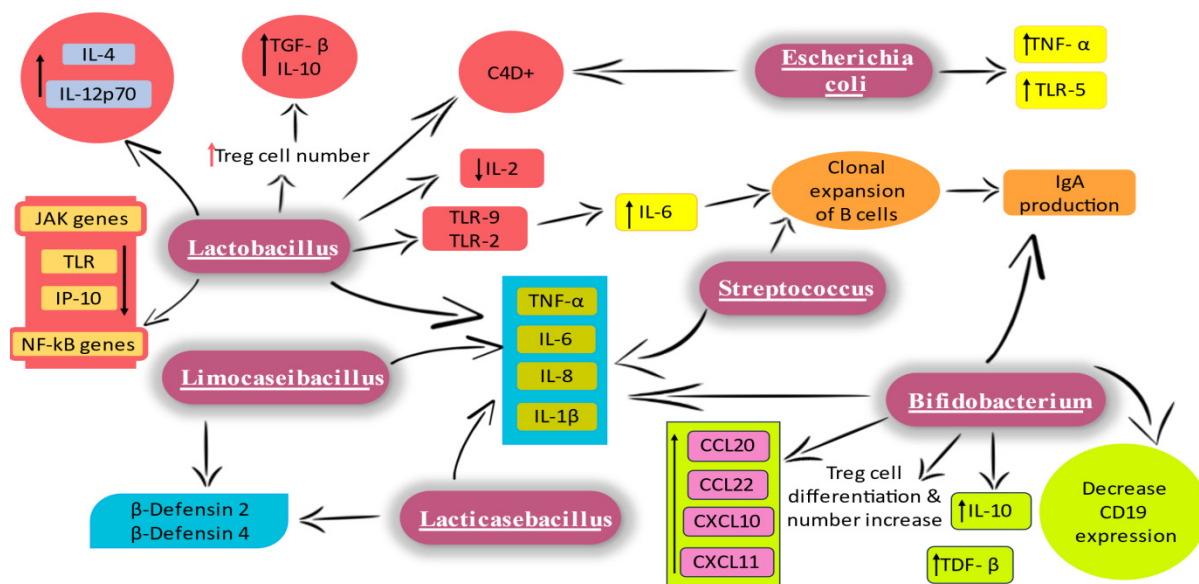 IL-4
IL-12p70
TGF- β
IL-10
Treg cell number
C4D+
Escherichia
coli
TNF- α
TLR-5
JAK genes
TLR
IP-10
NF-kB genes
Lactobacillus
IL-2
TLR-9
TLR-2
IL-6
Clonal
expansion
of B cells
IgA
production
Streptococcus
Limocaseibacillus
TNF-α
IL-6
IL-8
IL-1β
Bifidobacterium
β-Defensin 2
β-Defensin 4
Lacticasebacillus
CCL20
CCL22
CXCL10
CXCL11
Treg cell
differentiation &
number increase
IL-10
TDF- β
Decrease
CD19
expression